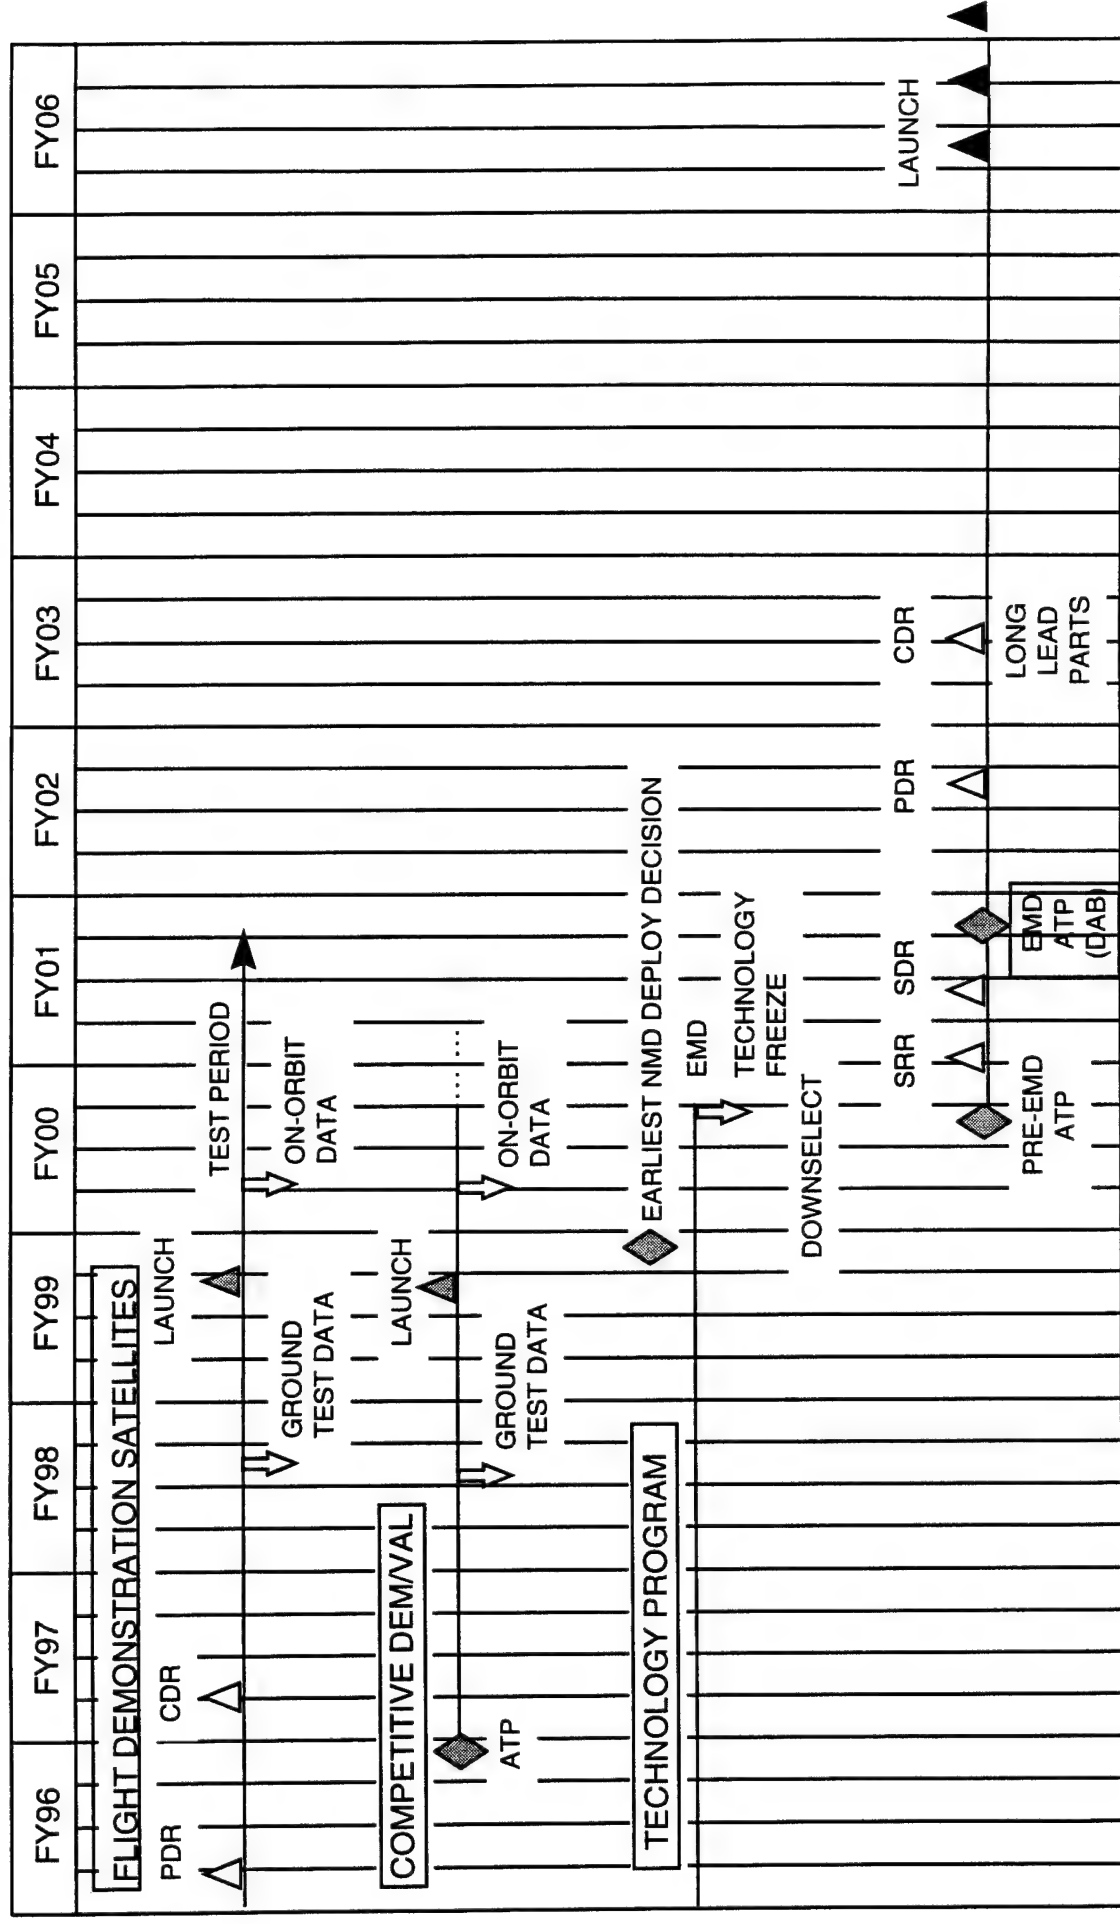 FY96
FY97
FY98
FY99
FY00
FY01
FY02
FY03
FY04
FY05
FY06
FLIGHT DEMONSTRATION SATELLITES
PDR
CDR
LAUNCH
TEST PERIOD
GROUND
TEST DATA
ON-ORBIT
DATA
COMPETITIVE DEM/VAL
LAUNCH
ATP
GROUND
TEST DATA
ON-ORBIT
DATA
EARLIEST NMD DEPLOY DECISION
TECHNOLOGY PROGRAM
EMD
TECHNOLOGY
FREEZE
DOWNSELECT
SRR
SDR
PDR
CDR
LAUNCH
PRE-EMD
ATP
EMD
ATP
(DAB)
LONG
LEAD
PARTS